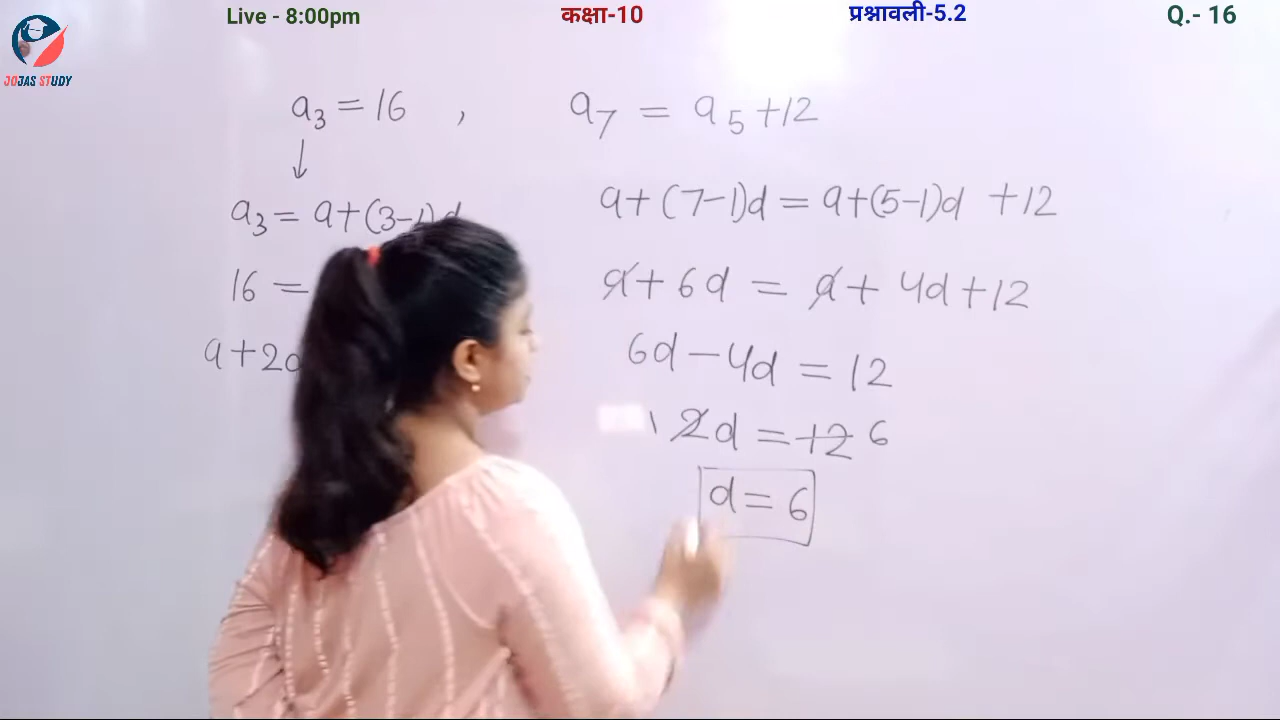 Live - 8:00pm कक्षा-10 प्रश्नावली-5.2 Q.- 16
JOJAS STUDY
a₃ = 16 , a₇ = a₅ + 12
↓
a₃ = a + (3-1)d
16 =
a + 2d
a + (7-1)d = a + (5-1)d + 12
a + 6d = a + 4d + 12
6d - 4d = 12
1 2d = 12 6
d = 6